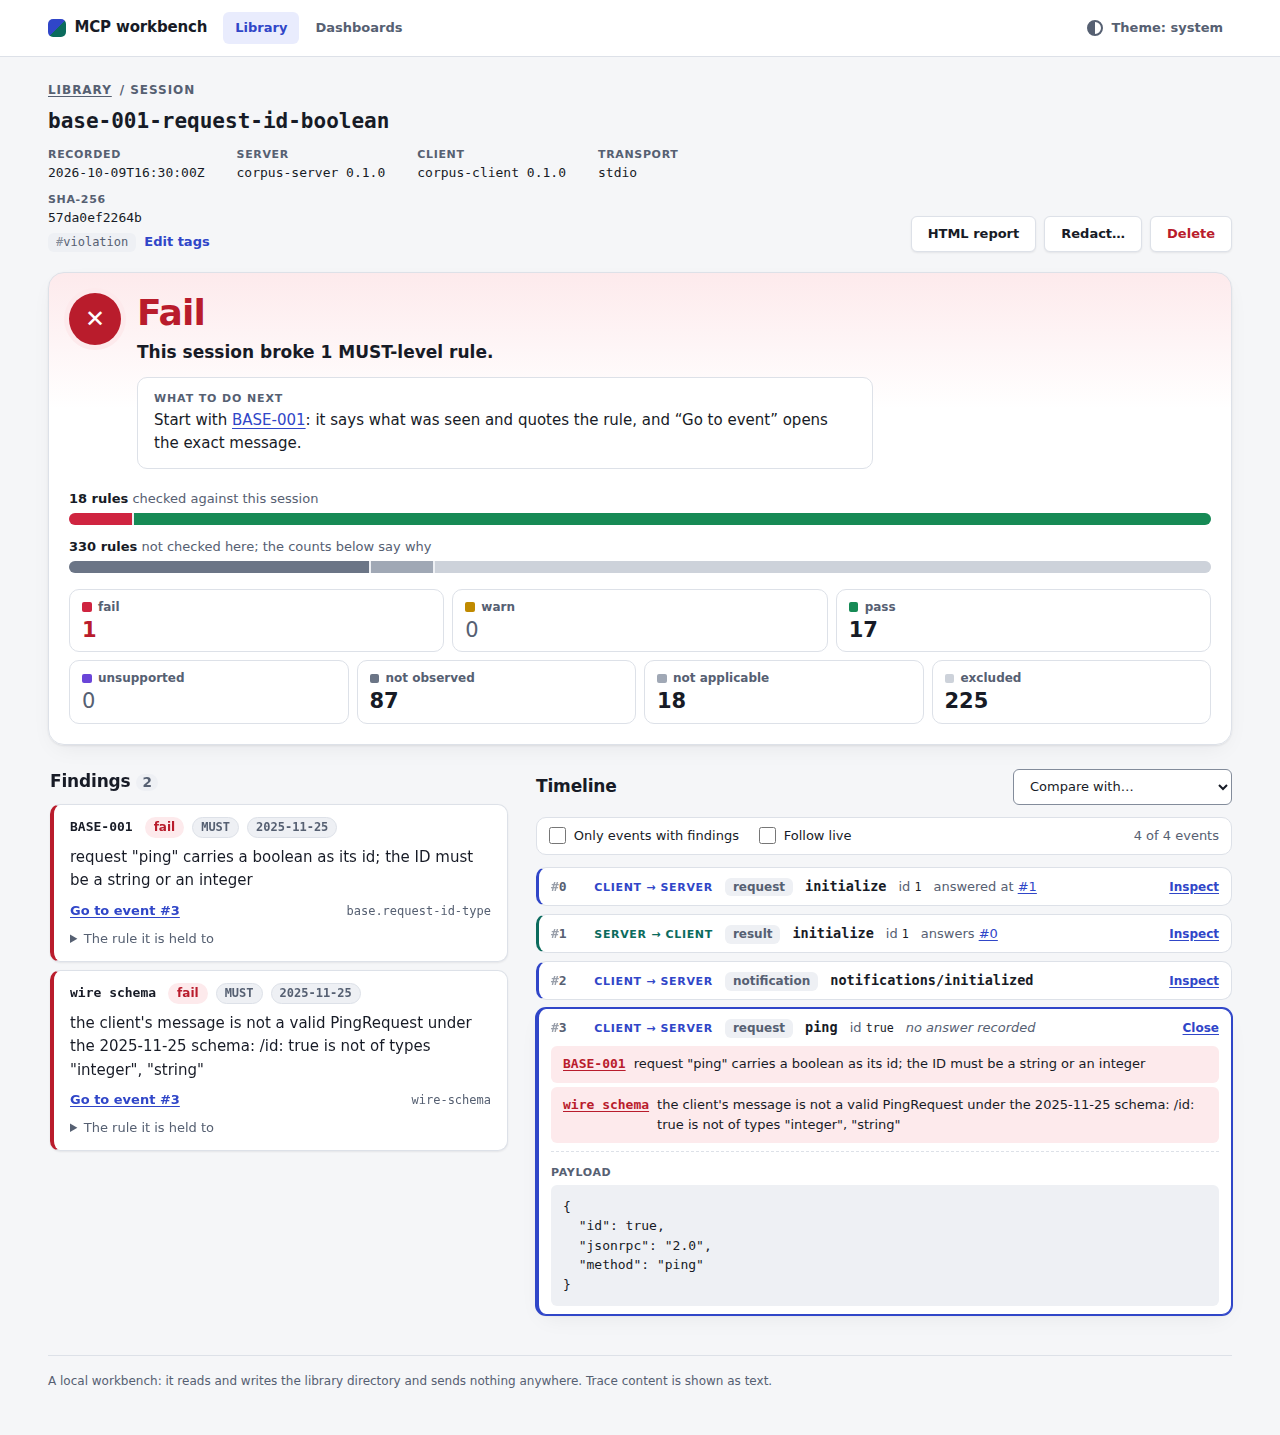 MCP workbench
Library
Dashboards
Theme: system
LIBRARY / SESSION
base-001-request-id-boolean
RECORDED
2026-10-09T16:30:00Z
SERVER
corpus-server 0.1.0
CLIENT
corpus-client 0.1.0
TRANSPORT
stdio
SHA-256
57da0ef2264b
#violation Edit tags
HTML report
Redact…
Delete
Fail
This session broke 1 MUST-level rule.
WHAT TO DO NEXT
Start with BASE-001: it says what was seen and quotes the rule, and “Go to event” opens
the exact message.
18 rules checked against this session
330 rules not checked here; the counts below say why
fail
1
warn
0
pass
17
unsupported
0
not observed
87
not applicable
18
excluded
225
Findings 2
BASE-001 fail MUST 2025-11-25
request "ping" carries a boolean as its id; the ID must
be a string or an integer
Go to event #3 base.request-id-type
The rule it is held to
wire schema fail MUST 2025-11-25
the client's message is not a valid PingRequest under
the 2025-11-25 schema: /id: true is not of types
"integer", "string"
Go to event #3 wire-schema
The rule it is held to
Timeline
Compare with…
Only events with findings Follow live 4 of 4 events
#0 CLIENT → SERVER request initialize id 1 answered at #1 Inspect
#1 SERVER → CLIENT result initialize id 1 answers #0 Inspect
#2 CLIENT → SERVER notification notifications/initialized Inspect
#3 CLIENT → SERVER request ping id true no answer recorded Close
BASE-001 request "ping" carries a boolean as its id; the ID must be a string or an integer
wire schema the client's message is not a valid PingRequest under the 2025-11-25 schema: /id:
true is not of types "integer", "string"
PAYLOAD
{
"id": true,
"jsonrpc": "2.0",
"method": "ping"
}
A local workbench: it reads and writes the library directory and sends nothing anywhere. Trace content is shown as text.